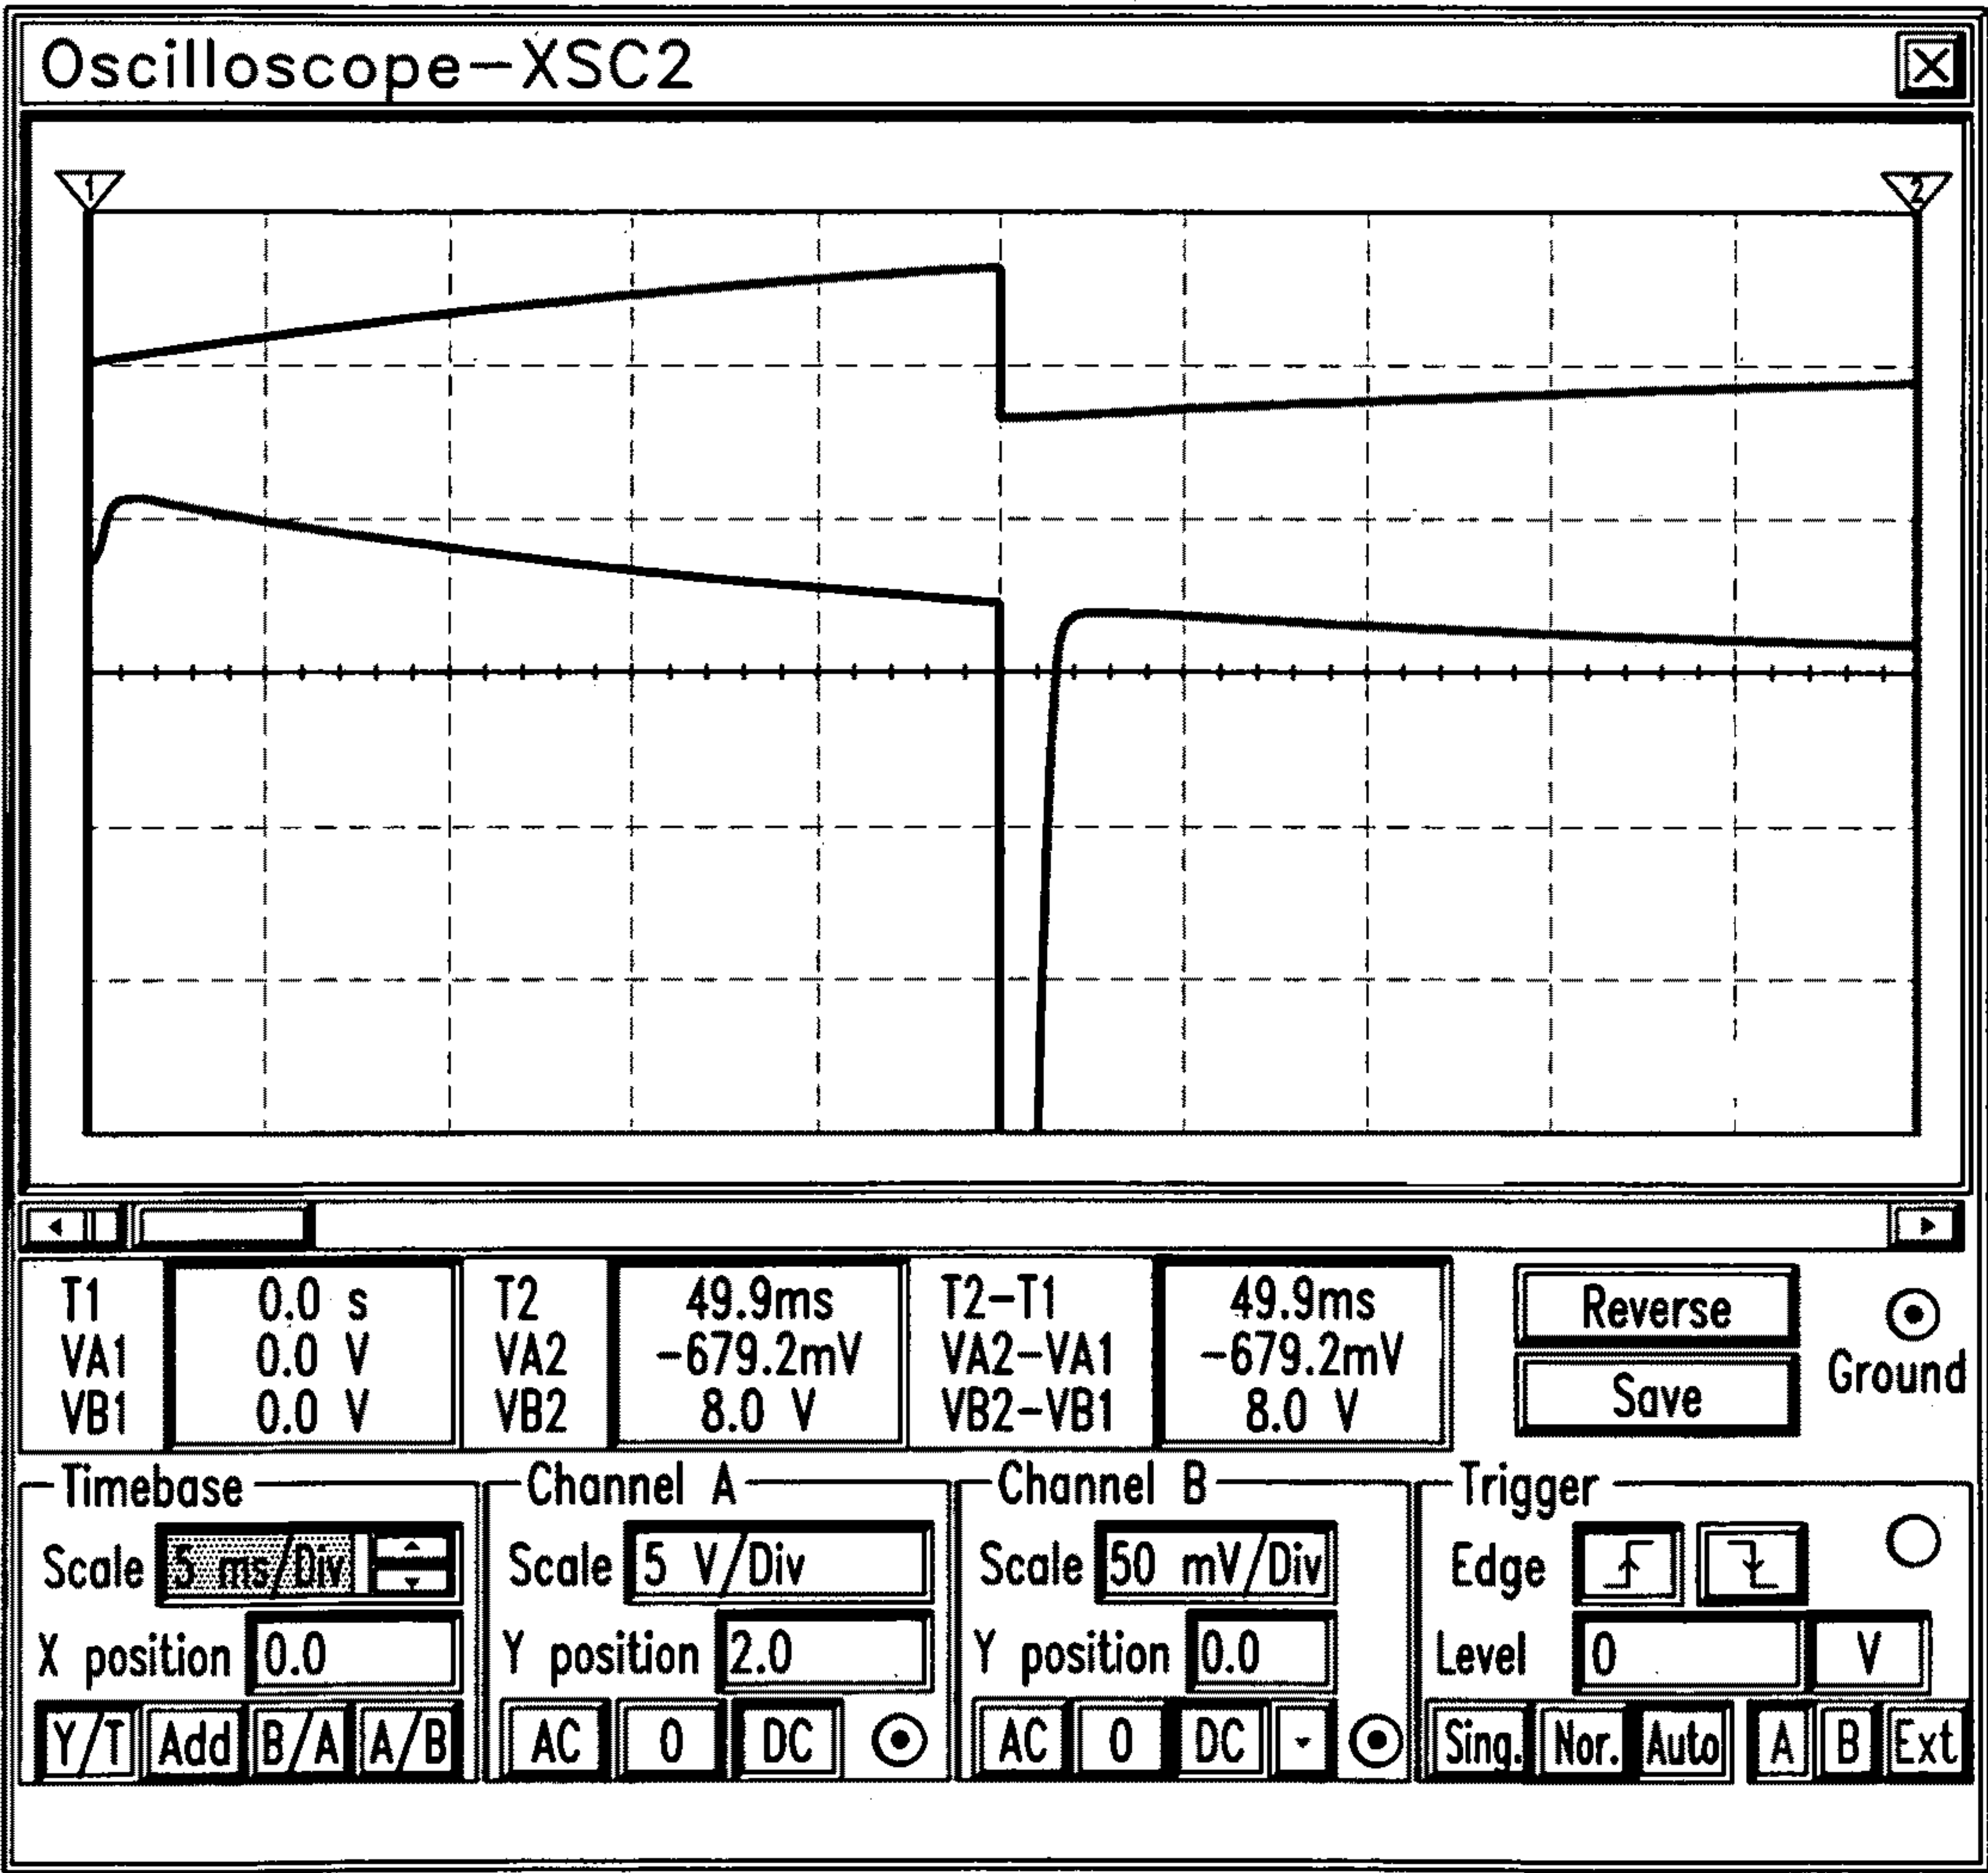 Oscilloscope-XSC2
1 2
T1 0.0 s T2 49.9ms T2-T1 49.9ms
VA1 0.0 V VA2 -679.2mV VA2-VA1 -679.2mV
VB1 0.0 V VB2 8.0 V VB2-VB1 8.0 V
Reverse
Save
Ground
Timebase
Scale 5 ms/Div
X position 0.0
Y/T Add B/A A/B
Channel A
Scale 5 V/Div
Y position 2.0
AC 0 DC
Channel B
Scale 50 mV/Div
Y position 0.0
AC 0 DC -
Trigger
Edge
Level 0 V
Sing. Nor. Auto A B Ext